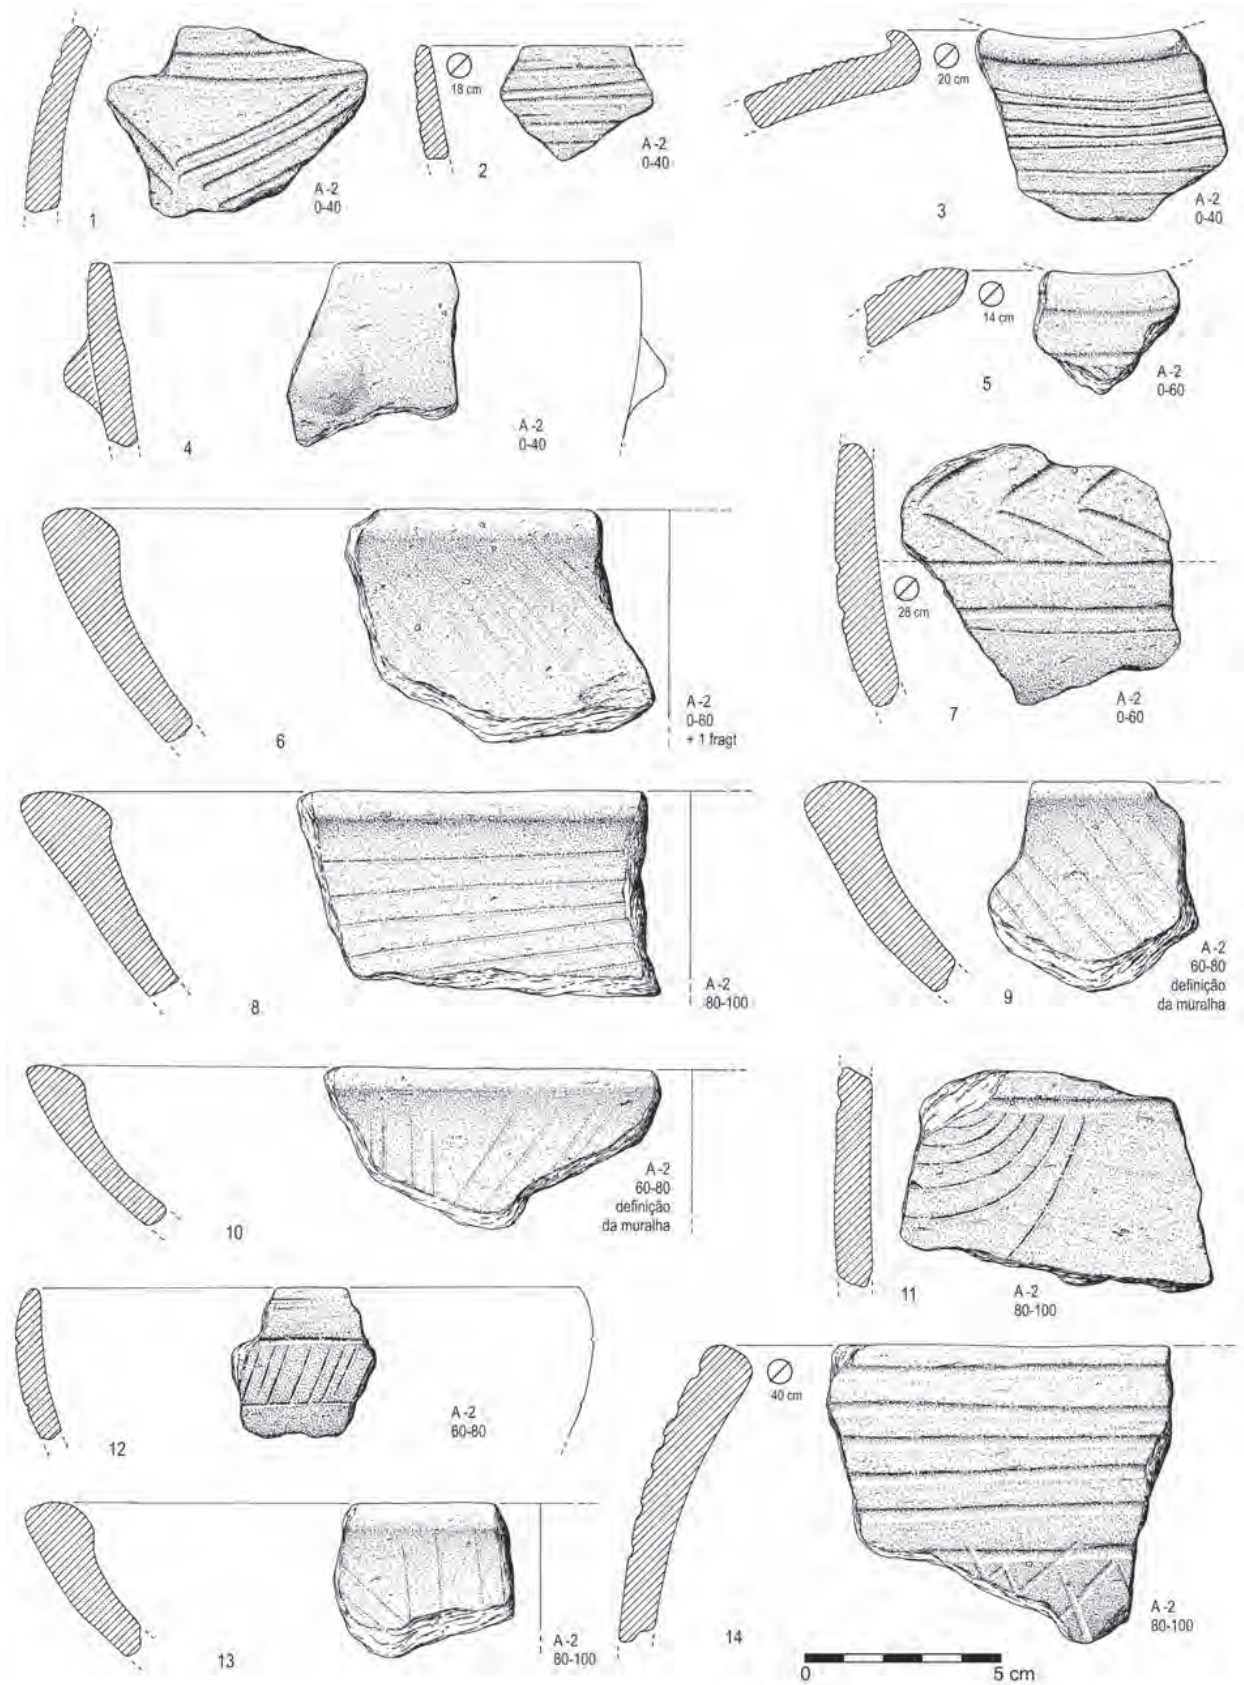 A -2
0-40
1
18 cm
A -2
0-40
2
20 cm
A -2
0-40
3
A -2
0-40
4
14 cm
A -2
0-60
5
A -2
0-60
+ 1 fragt
6
28 cm
A -2
0-60
7
A -2
80-100
8
A -2
60-80
definição
da muralha
9
A -2
60-80
definição
da muralha
10
A -2
80-100
11
A -2
60-80
12
A -2
80-100
13
40 cm
A -2
80-100
14
0
5 cm